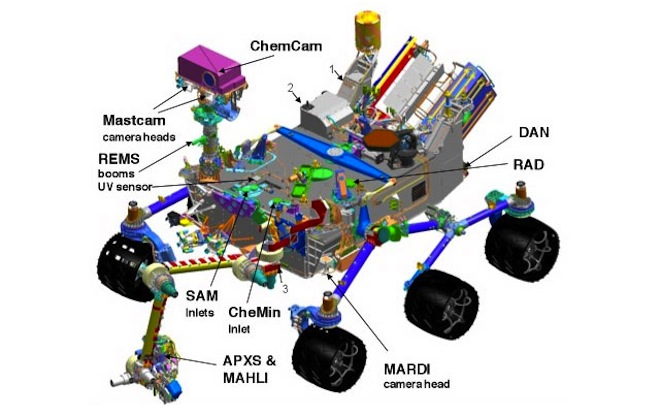 ChemCam
1
2
Mastcam
camera heads
DAN
REMS
booms
UV sensor
RAD
SAM
Inlets
CheMin
Inlet
3
APXS &
MAHLI
MARDI
camera head